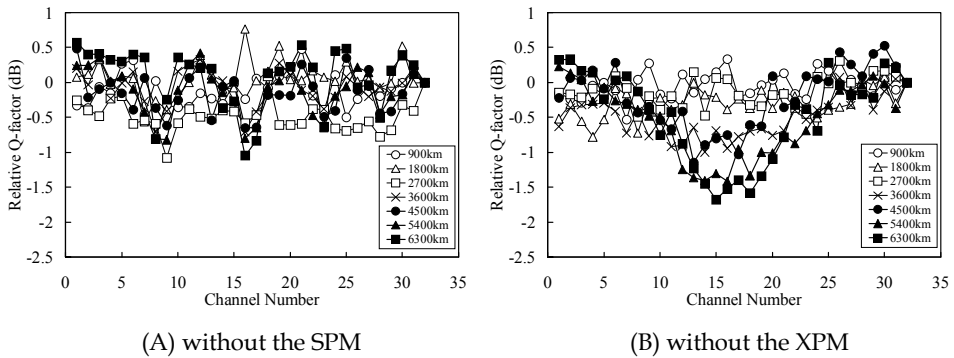 1
0.5
0
-0.5
-1
-1.5
-2
-2.5
Relative Q-factor (dB)
0 5 10 15 20 25 30 35
Channel Number
900km
1800km
2700km
3600km
4500km
5400km
6300km
(A) without the SPM
1
0.5
0
-0.5
-1
-1.5
-2
-2.5
Relative Q-factor (dB)
0 5 10 15 20 25 30 35
Channel Number
900km
1800km
2700km
3600km
4500km
5400km
6300km
(B) without the XPM